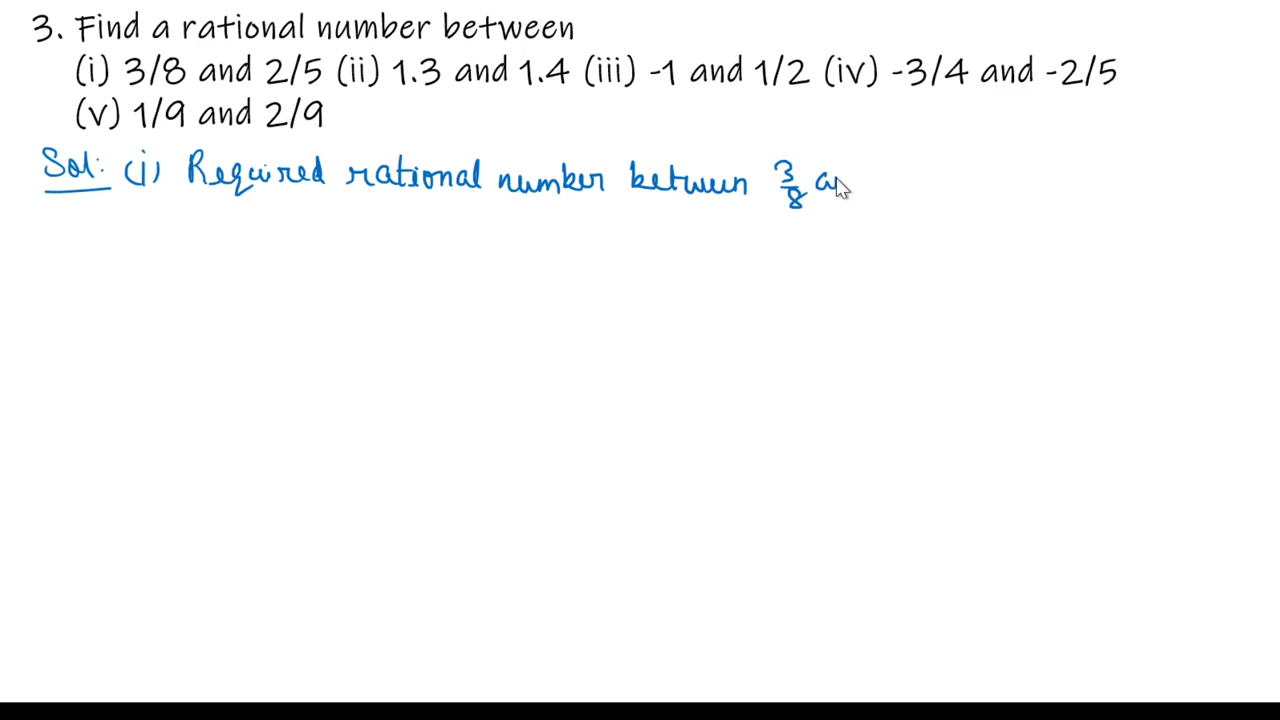 3. Find a rational number between
(i) 3/8 and 2/5 (ii) 1.3 and 1.4 (iii) -1 and 1/2 (iv) -3/4 and -2/5
(v) 1/9 and 2/9
Sol: (i) Required rational number between 3/8 a